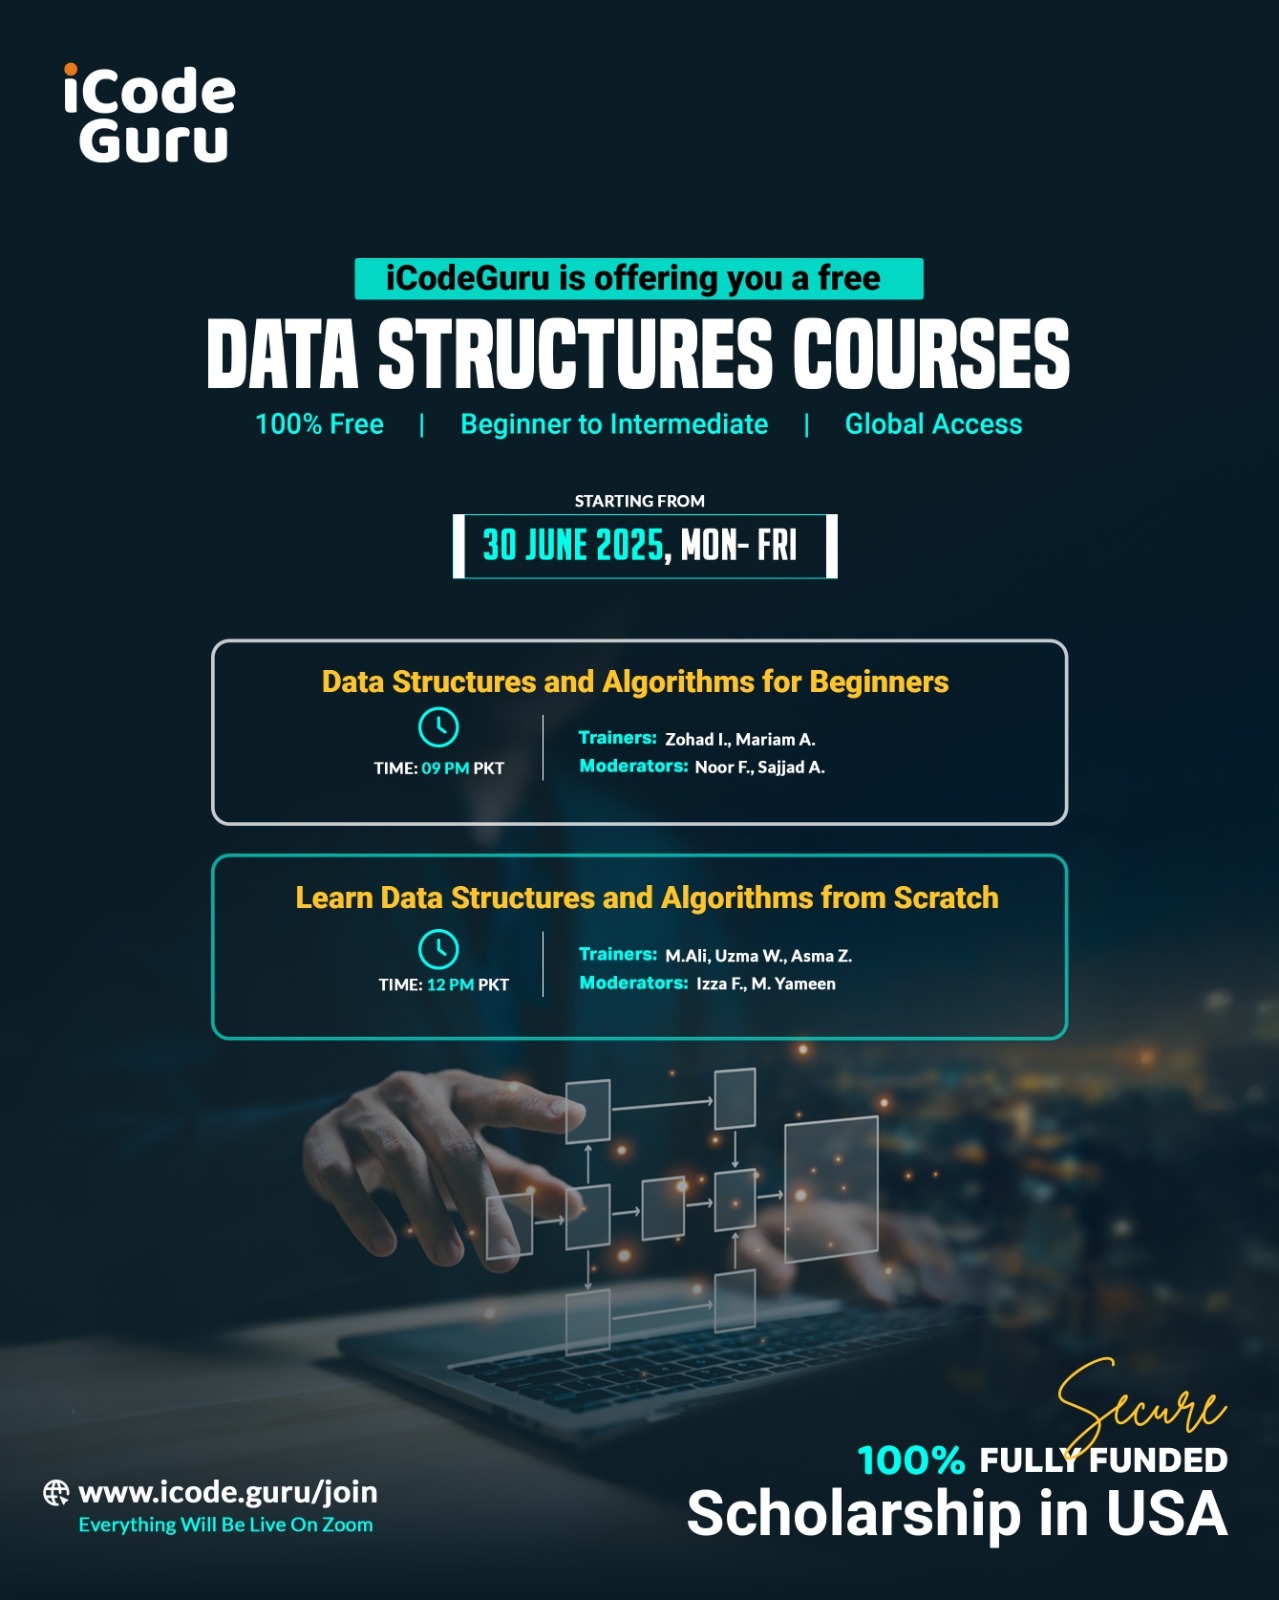 iCode
Guru
iCodeGuru is offering you a free
DATA STRUCTURES COURSES
100% Free | Beginner to Intermediate | Global Access
STARTING FROM
30 JUNE 2025, MON- FRI
Data Structures and Algorithms for Beginners
TIME: 09 PM PKT
Trainers: Zohad I., Mariam A.
Moderators: Noor F., Sajjad A.
Learn Data Structures and Algorithms from Scratch
TIME: 12 PM PKT
Trainers: M.Ali, Uzma W., Asma Z.
Moderators: Izza F., M. Yameen
www.icode.guru/join
Everything Will Be Live On Zoom
Secure
100% FULLY FUNDED
Scholarship in USA